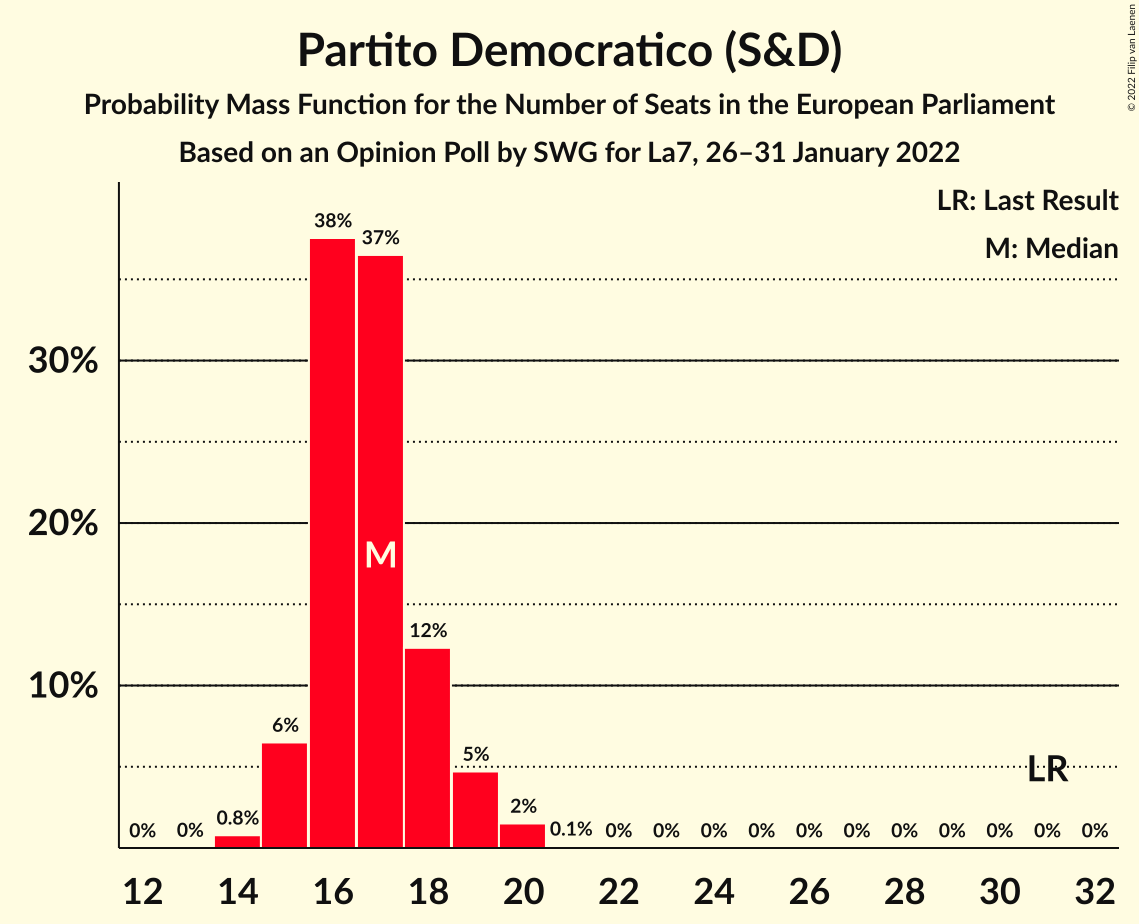 © 2022 Filip van Laenen
Partito Democratico (S&D)
Probability Mass Function for the Number of Seats in the European Parliament
Based on an Opinion Poll by SWG for La7, 26–31 January 2022
LR: Last Result
M: Median
38%
37%
30%
20%
M
12%
10%
6%
5%
LR
0% 0% 0.8% 2% 0.1% 0% 0% 0% 0% 0% 0% 0% 0% 0% 0% 0%
12 14 16 18 20 22 24 26 28 30 32